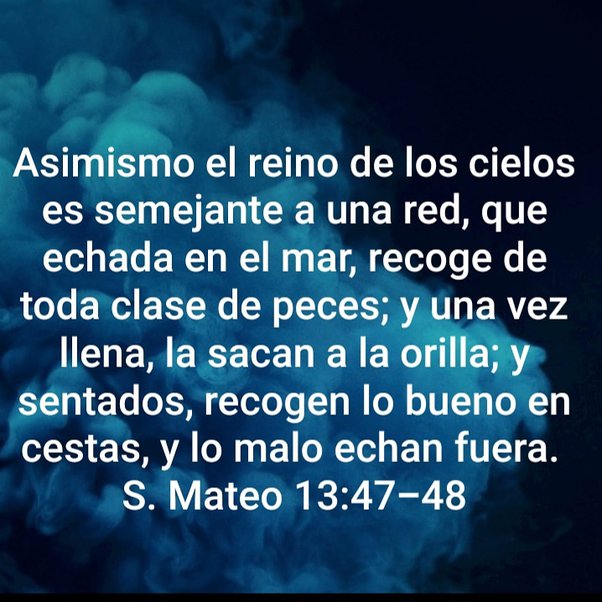 Asimismo el reino de los cielos
es semejante a una red, que
echada en el mar, recoge de
toda clase de peces; y una vez
llena, la sacan a la orilla; y
sentados, recogen lo bueno en
cestas, y lo malo echan fuera.
S. Mateo 13:47–48